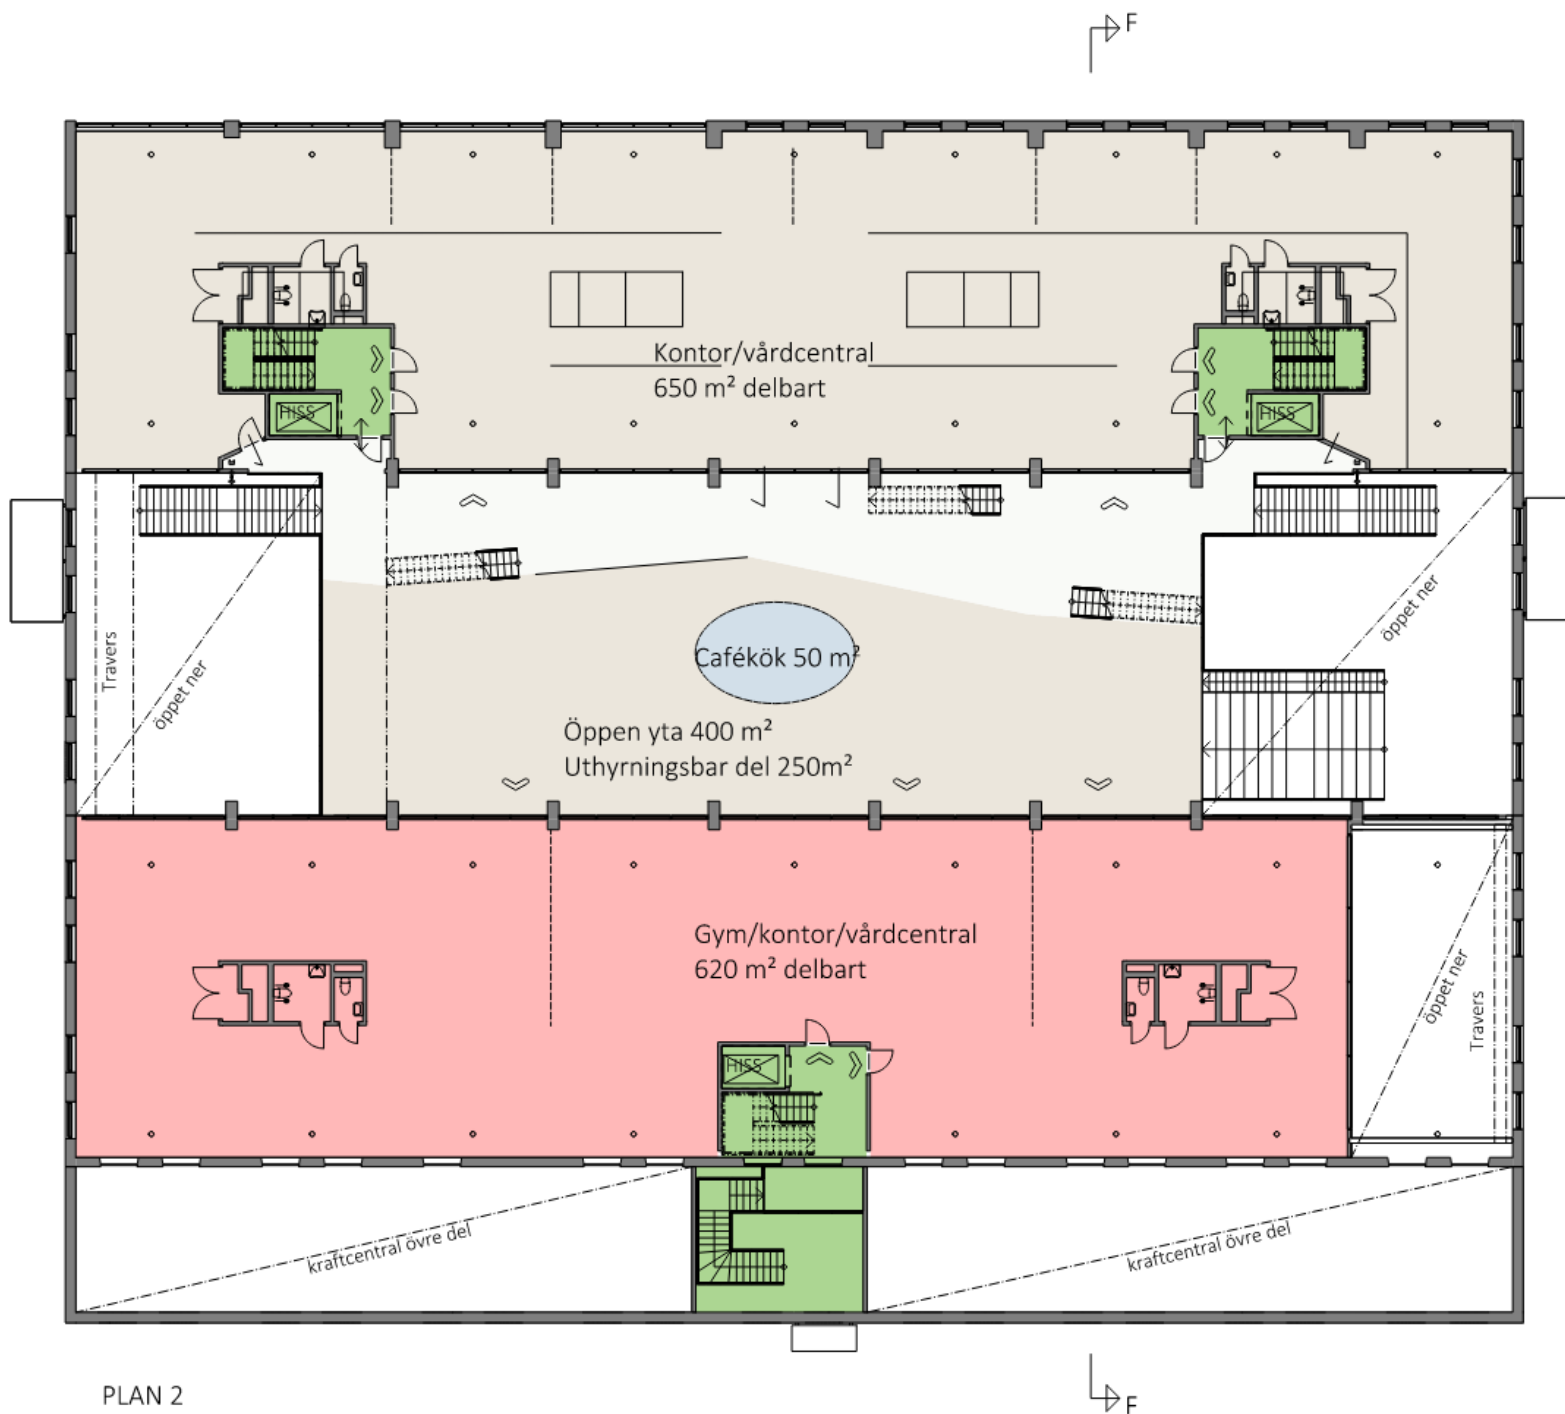 F
Kontor/vårdcentral
650 m² delbart
HISS
HISS
Travers
öppet ner
öppet ner
Cafékök 50 m²
Öppen yta 400 m²
Uthyrningsbar del 250m²
Gym/kontor/vårdcentral
620 m² delbart
öppet ner
Travers
HISS
kraftcentral övre del
kraftcentral övre del
PLAN 2
F